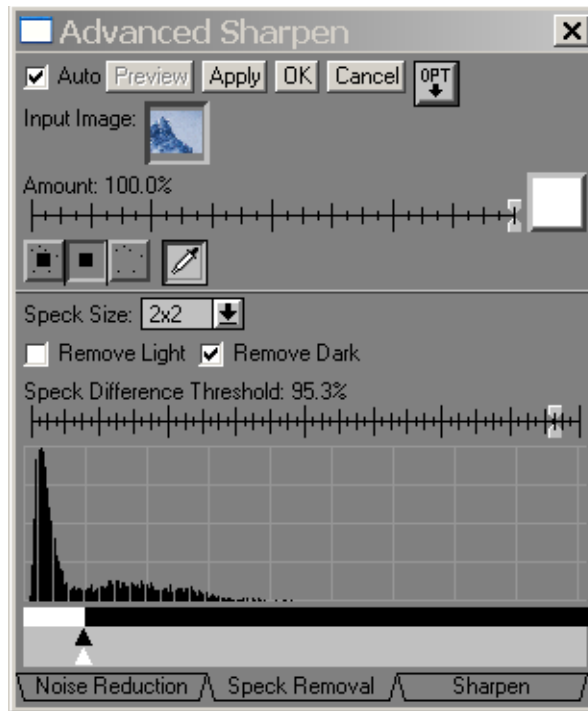 Advanced Sharpen
Auto Preview Apply OK Cancel OPT
Input Image:
Amount: 100.0%
Speck Size: 2x2
Remove Light Remove Dark
Speck Difference Threshold: 95.3%
Noise Reduction Speck Removal Sharpen